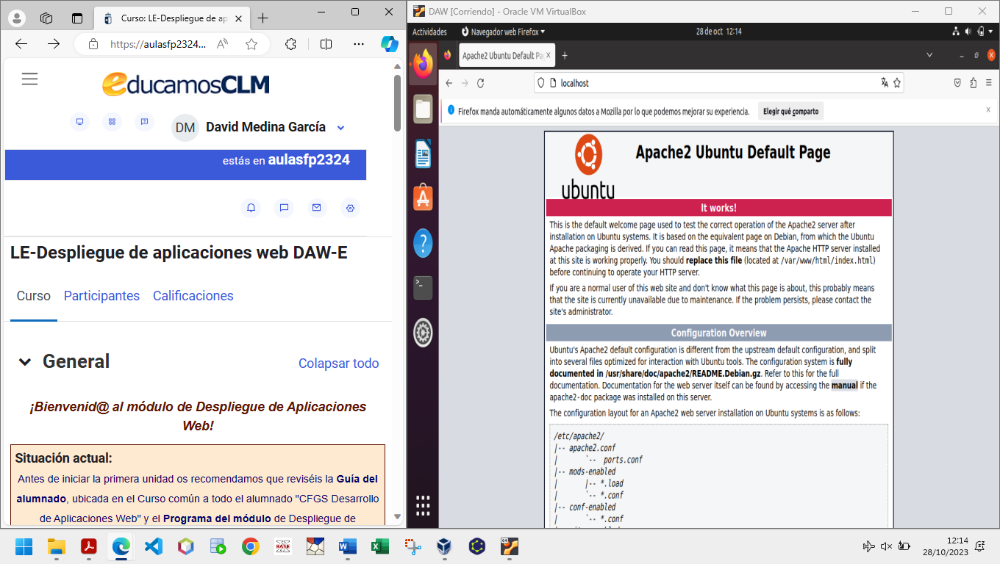 Curso: LE-Despliegue de ap
https://aulasfp2324...
educamosCLM
DM David Medina García
estás en aulasfp2324
LE-Despliegue de aplicaciones web DAW-E
Curso Participantes Calificaciones
General Colapsar todo
¡Bienvenid@ al módulo de Despliegue de Aplicaciones
Web!
Situación actual:
Antes de iniciar la primera unidad os recomendamos que reviséis la Guía del
alumnado, ubicada en el Curso común a todo el alumnado "CFGS Desarrollo
de Aplicaciones Web" y el Programa del módulo de Despliegue de
DAW [Corriendo] - Oracle VM VirtualBox
Actividades Navegador web Firefox 28 de oct 12:14
Apache2 Ubuntu Default Pa
localhost
Firefox manda automáticamente algunos datos a Mozilla por lo que podemos mejorar su experiencia. Elegir qué comparto
Apache2 Ubuntu Default Page
ubuntu
It works!
This is the default welcome page used to test the correct operation of the Apache2 server after
installation on Ubuntu systems. It is based on the equivalent page on Debian, from which the Ubuntu
Apache packaging is derived. If you can read this page, it means that the Apache HTTP server installed
at this site is working properly. You should replace this file (located at /var/www/html/index.html)
before continuing to operate your HTTP server.
If you are a normal user of this web site and don't know what this page is about, this probably means
that the site is currently unavailable due to maintenance. If the problem persists, please contact the
site's administrator.
Configuration Overview
Ubuntu's Apache2 default configuration is different from the upstream default configuration, and split
into several files optimized for interaction with Ubuntu tools. The configuration system is fully
documented in /usr/share/doc/apache2/README.Debian.gz. Refer to this for the full
documentation. Documentation for the web server itself can be found by accessing the manual if the
apache2-doc package was installed on this server.
The configuration layout for an Apache2 web server installation on Ubuntu systems is as follows:
/etc/apache2/
|-- apache2.conf
| `-- ports.conf
|-- mods-enabled
| |-- *.load
| `-- *.conf
|-- conf-enabled
| `-- *.conf
12:14
28/10/2023